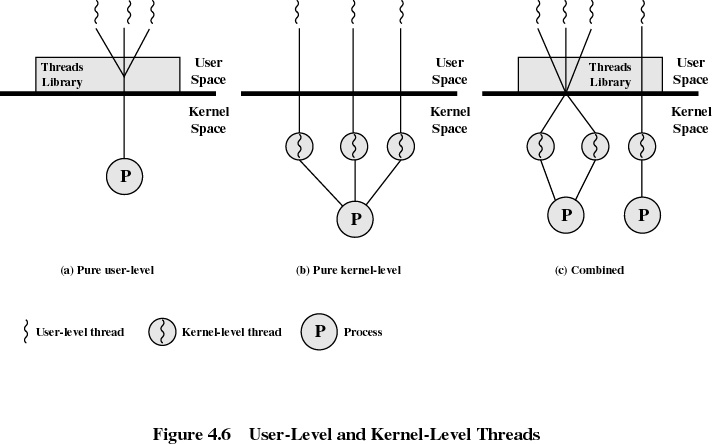 Threads
Library
User
Space
Kernel
Space
P
(a) Pure user-level
User
Space
Kernel
Space
P
(b) Pure kernel-level
Threads
Library
User
Space
Kernel
Space
P
P
(c) Combined
User-level thread
Kernel-level thread
P
Process
Figure 4.6 User-Level and Kernel-Level Threads